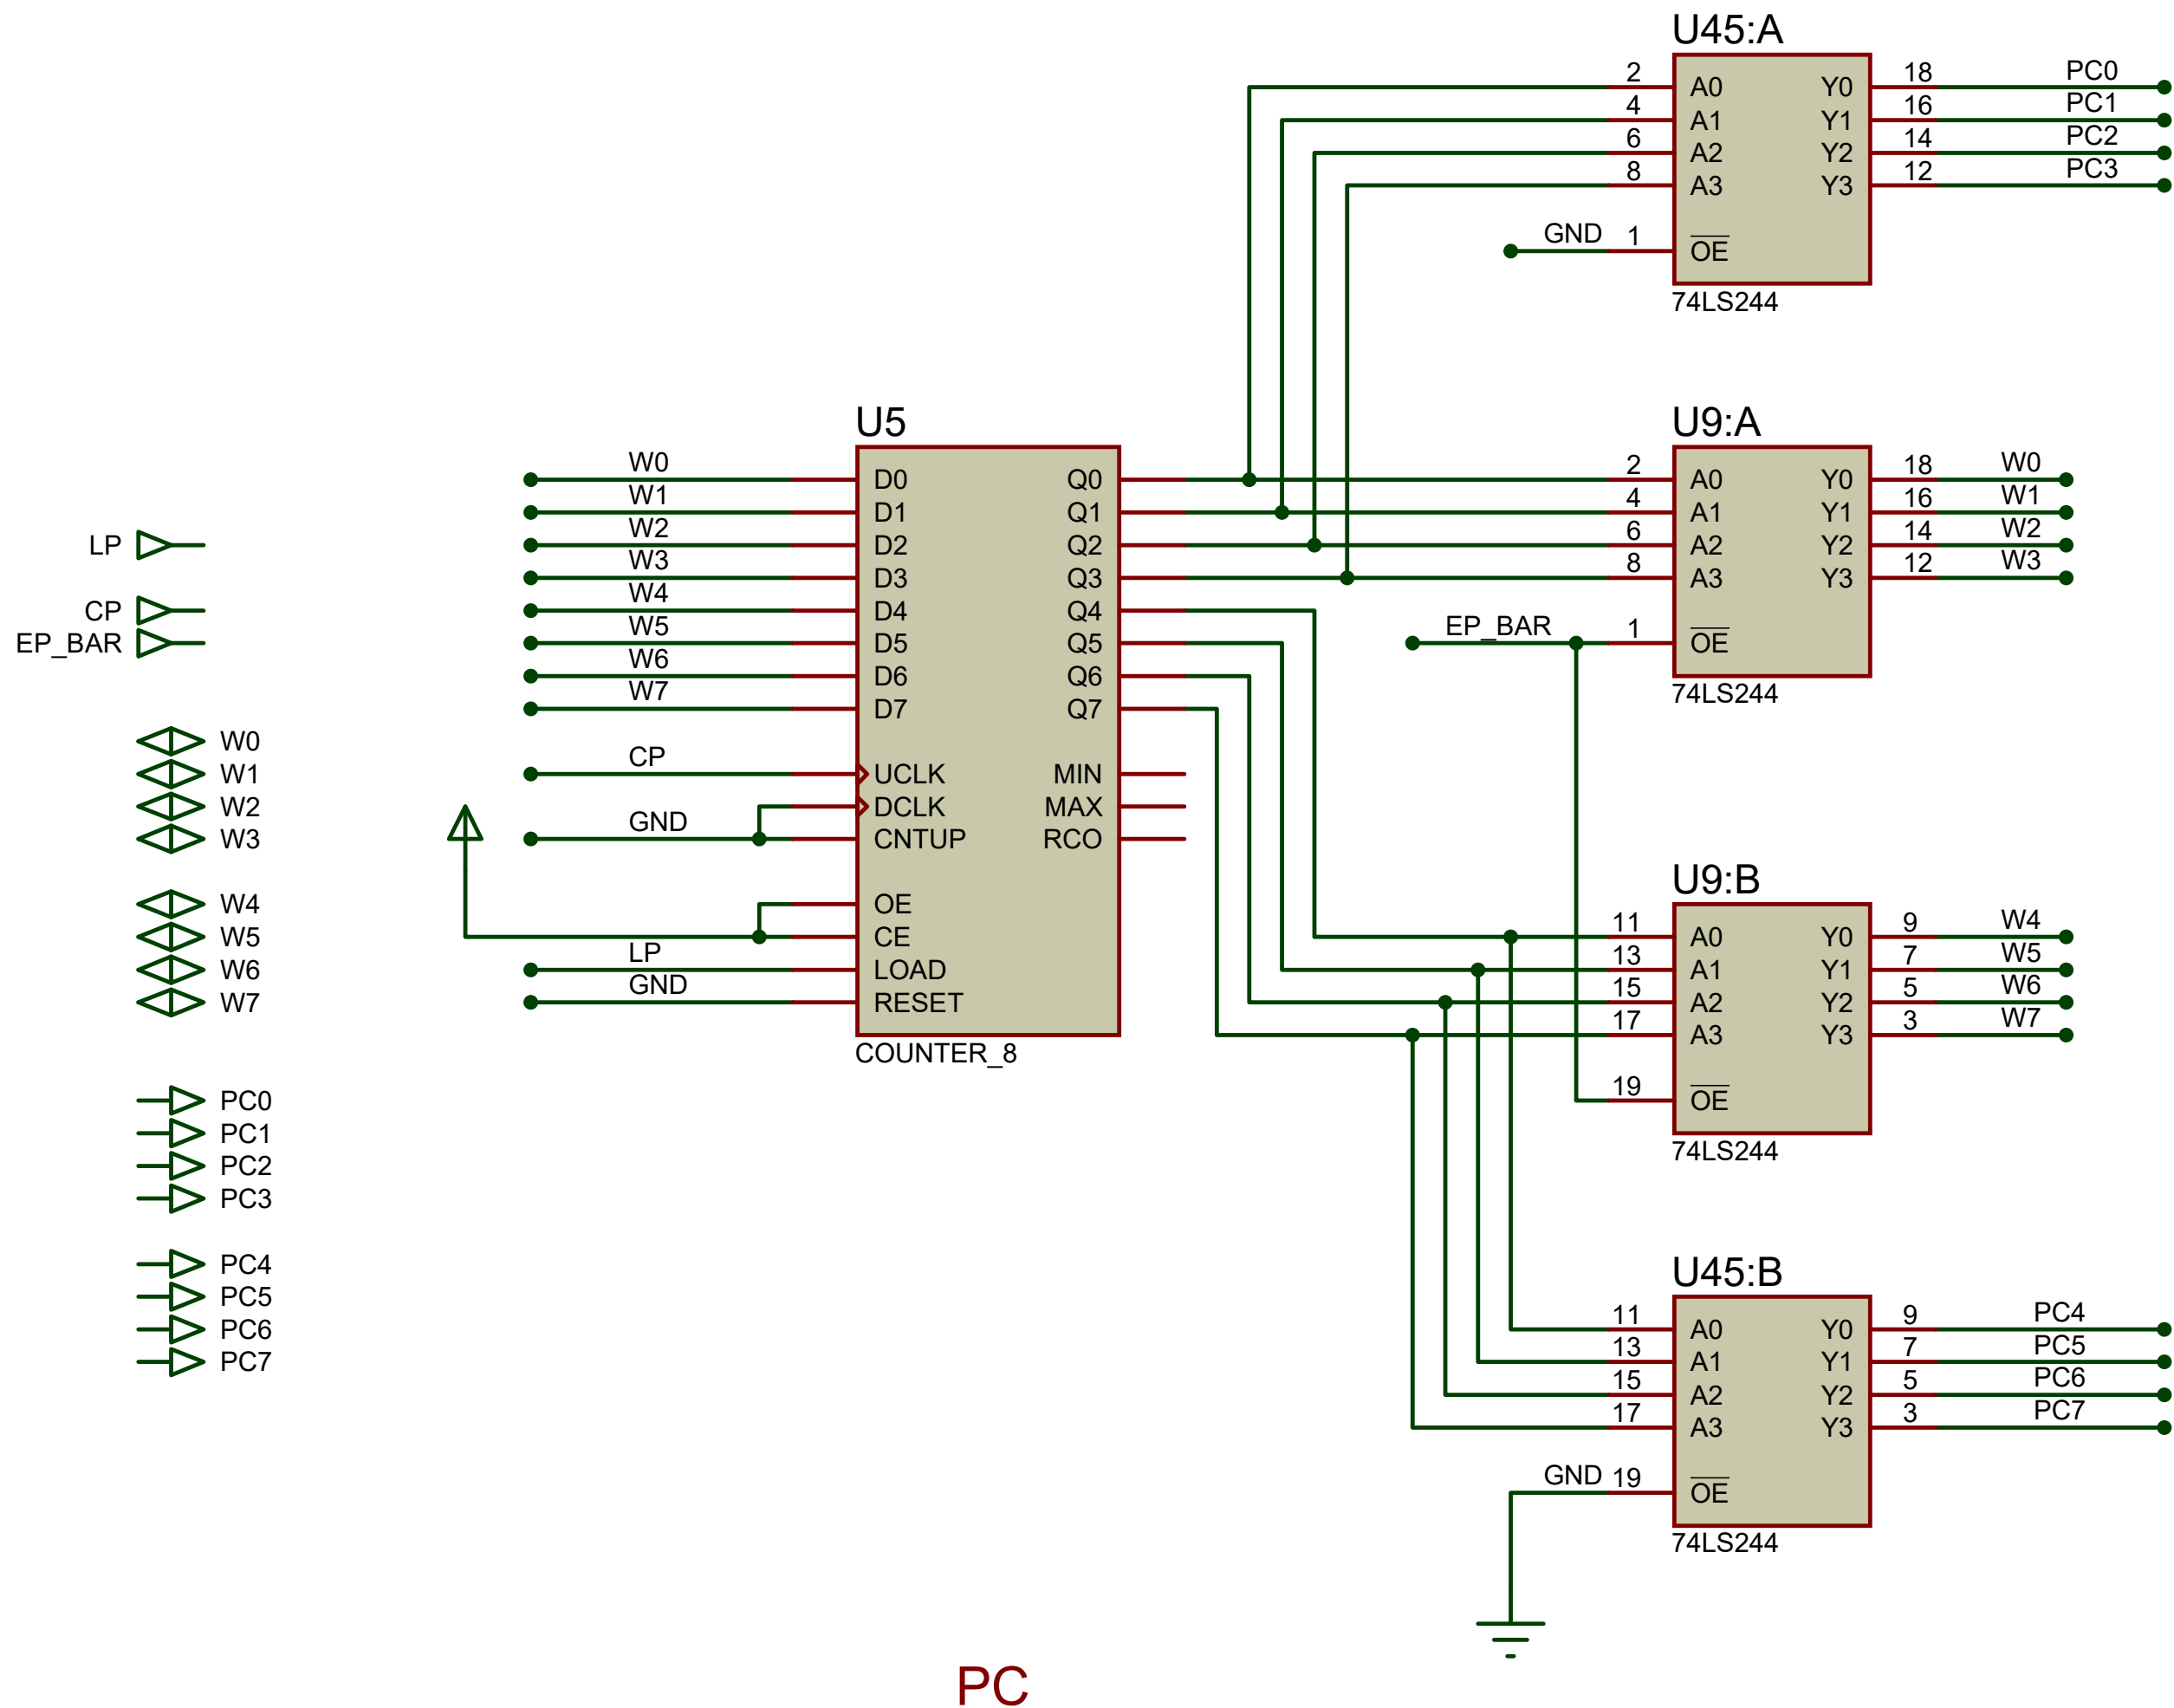 U45:A
2 A0 Y0 18 PC0
4 A1 Y1 16 PC1
6 A2 Y2 14 PC2
8 A3 Y3 12 PC3
GND 1 OE
74LS244
U5
W0 D0 Q0
W1 D1 Q1
W2 D2 Q2
W3 D3 Q3
W4 D4 Q4
W5 D5 Q5
W6 D6 Q6
W7 D7 Q7
CP UCLK MIN
DCLK MAX
GND CNTUP RCO
OE
CE
LP LOAD
GND RESET
COUNTER_8
U9:A
2 A0 Y0 18 W0
4 A1 Y1 16 W1
6 A2 Y2 14 W2
8 A3 Y3 12 W3
EP_BAR 1 OE
74LS244
U9:B
11 A0 Y0 9 W4
13 A1 Y1 7 W5
15 A2 Y2 5 W6
17 A3 Y3 3 W7
19 OE
74LS244
U45:B
11 A0 Y0 9 PC4
13 A1 Y1 7 PC5
15 A2 Y2 5 PC6
17 A3 Y3 3 PC7
GND 19 OE
74LS244
LP
CP
EP_BAR
W0
W1
W2
W3
W4
W5
W6
W7
PC0
PC1
PC2
PC3
PC4
PC5
PC6
PC7
PC